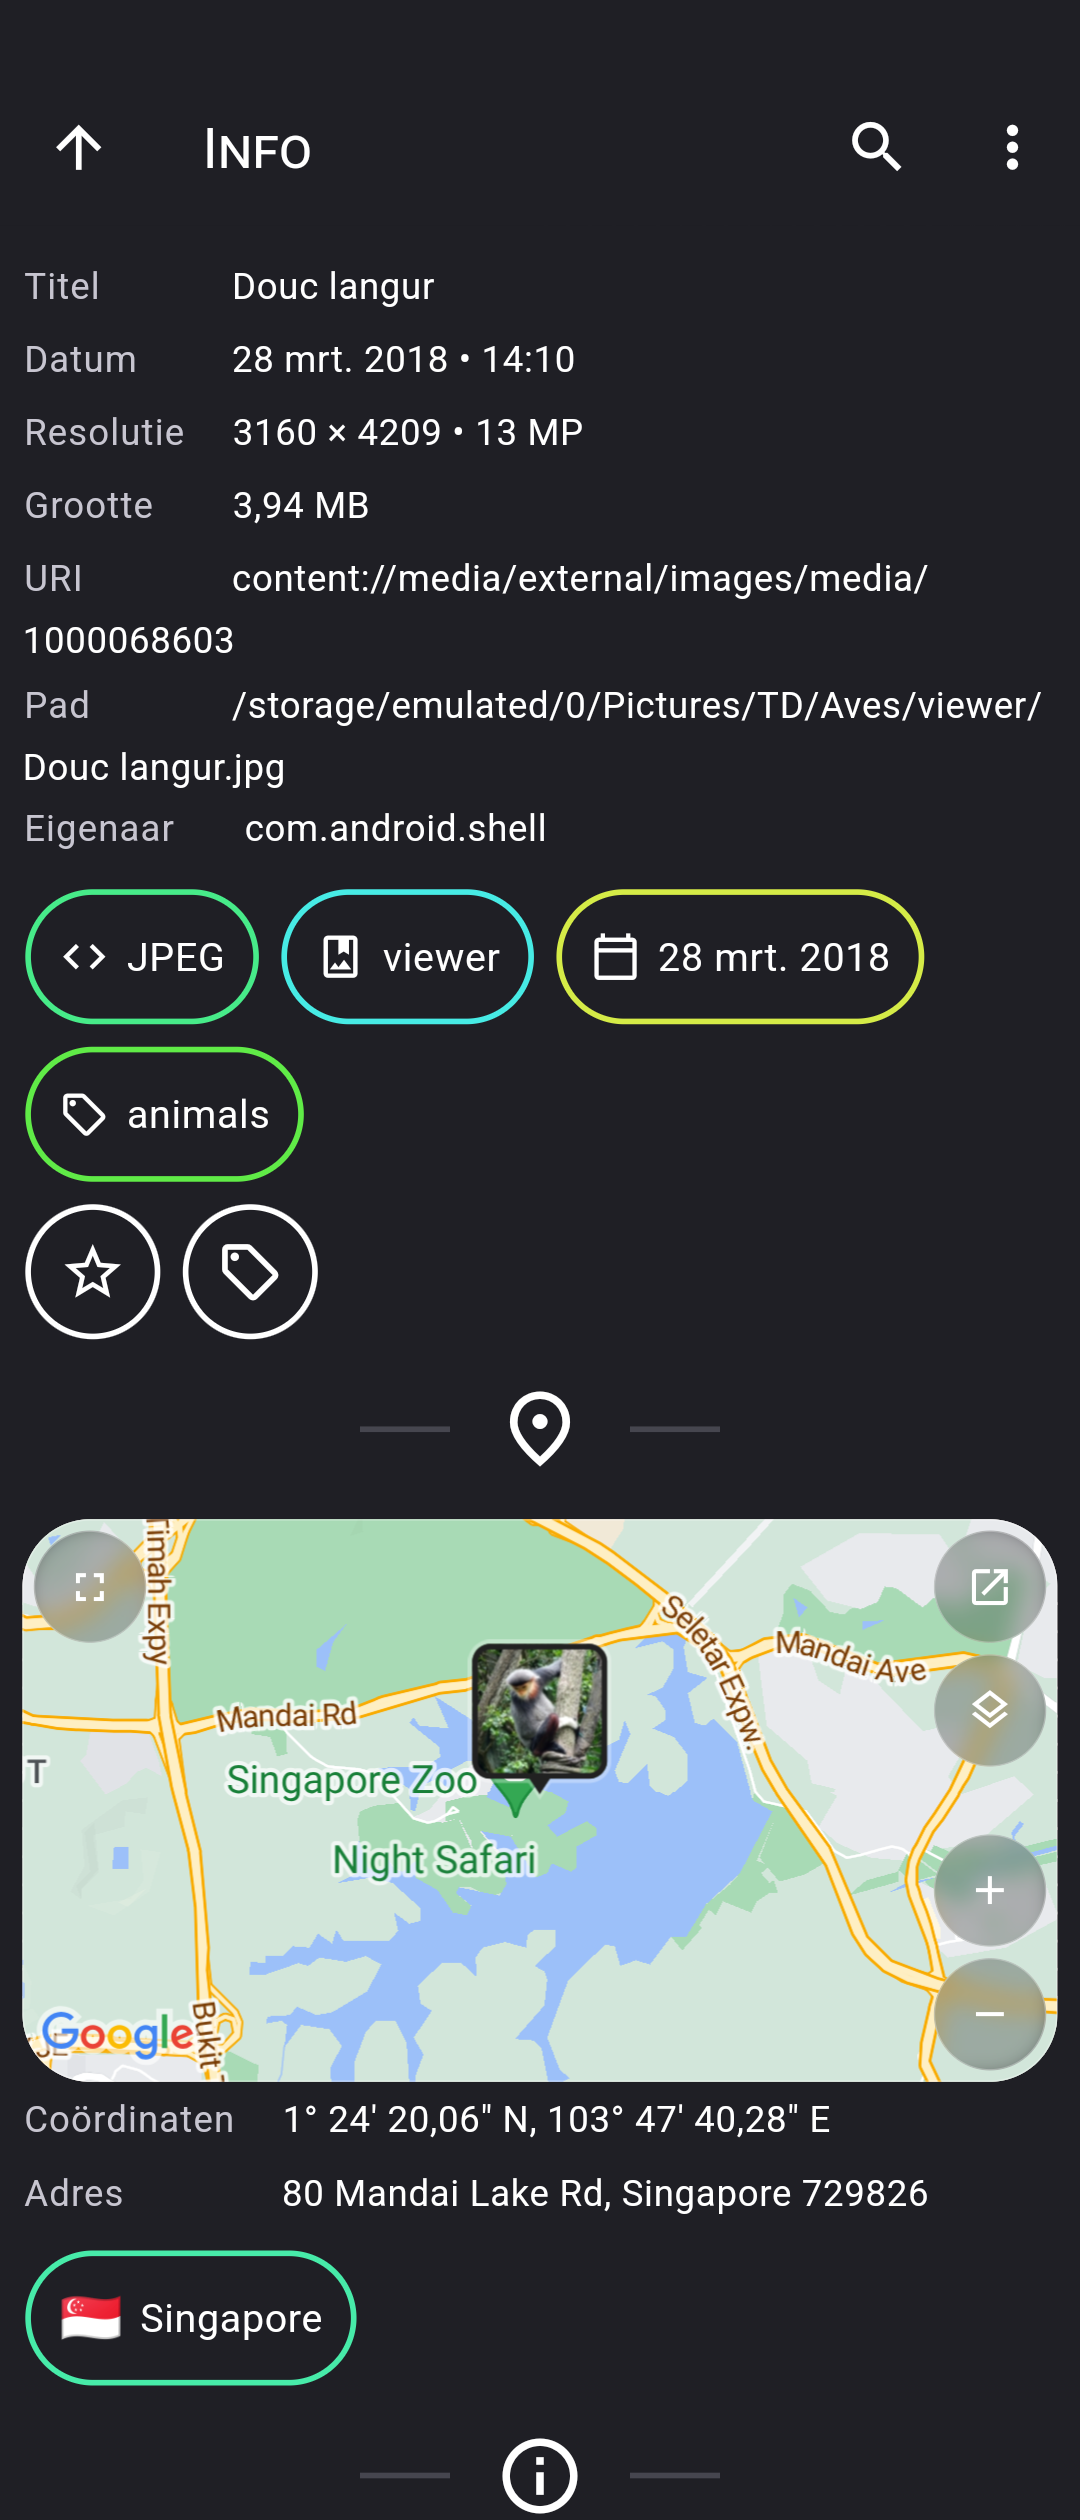 INFO
Titel Douc langur
Datum 28 mrt. 2018 • 14:10
Resolutie 3160 × 4209 • 13 MP
Grootte 3,94 MB
URI content://media/external/images/media/
1000068603
Pad /storage/emulated/0/Pictures/TD/Aves/viewer/
Douc langur.jpg
Eigenaar com.android.shell
JPEG viewer 28 mrt. 2018
animals
Timah Expy
Seletar Expw.
Mandai Ave
Mandai Rd
T
Singapore Zoo
Night Safari
Bukit
Google
Coördinaten 1° 24' 20,06" N, 103° 47' 40,28" E
Adres 80 Mandai Lake Rd, Singapore 729826
Singapore